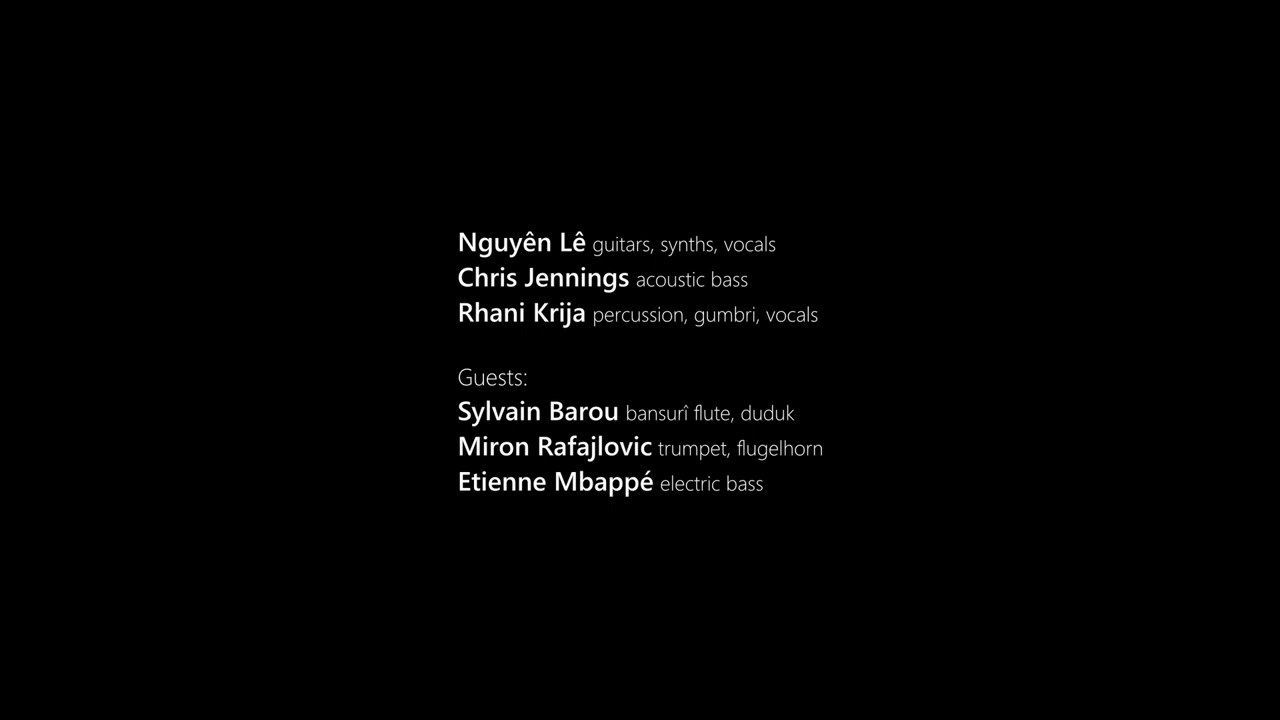 Nguyên Lê guitars, synths, vocals
Chris Jennings acoustic bass
Rhani Krija percussion, gumbri, vocals
Guests:
Sylvain Barou bansurî flute, duduk
Miron Rafajlovic trumpet, flugelhorn
Etienne Mbappé electric bass